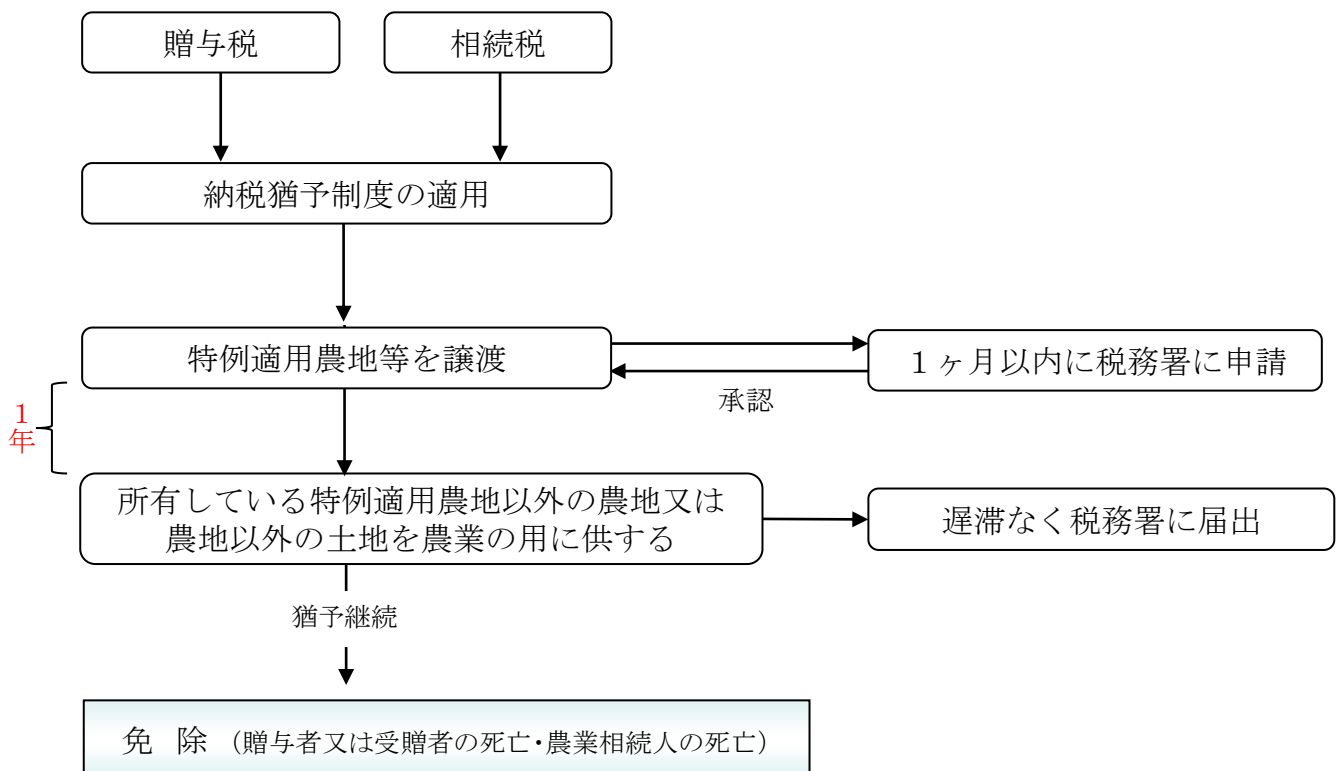 贈与税
相続税
納税猶予制度の適用
特例適用農地等を譲渡
１ヶ月以内に税務署に申請
承認
１
年
所有している特例適用農地以外の農地又は
農地以外の土地を農業の用に供する
遅滞なく税務署に届出
猶予継続
免 除 （贈与者又は受贈者の死亡・農業相続人の死亡）